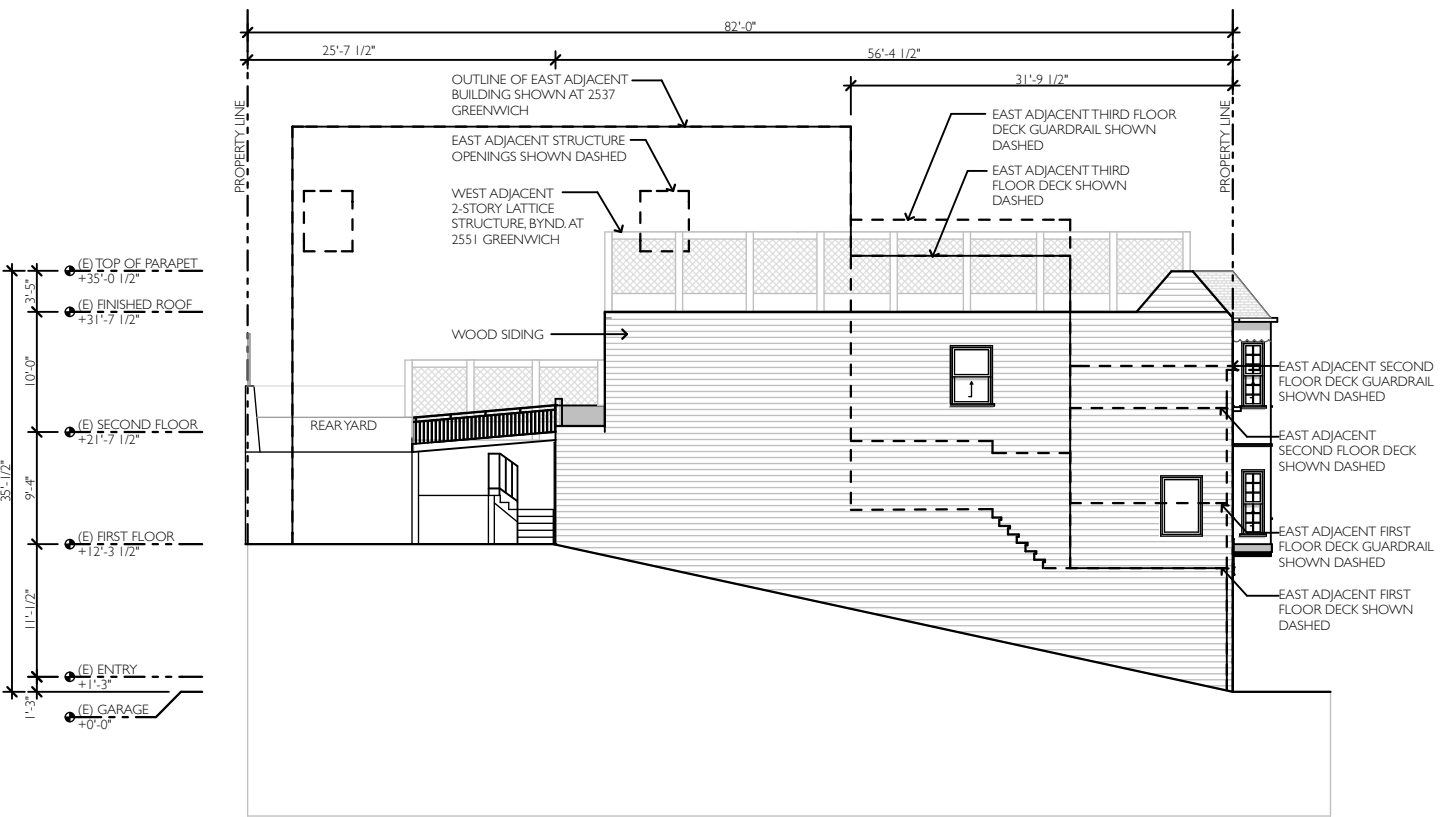 82'-0"
25'-7 1/2"
56'-4 1/2"
31'-9 1/2"
OUTLINE OF EAST ADJACENT
BUILDING SHOWN AT 2537
GREENWICH
EAST ADJACENT STRUCTURE
OPENINGS SHOWN DASHED
WEST ADJACENT
2-STORY LATTICE
STRUCTURE, BYND. AT
2551 GREENWICH
EAST ADJACENT THIRD FLOOR
DECK GUARDRAIL SHOWN
DASHED
EAST ADJACENT THIRD
FLOOR DECK SHOWN
DASHED
PROPERTY LINE
PROPERTY LINE
(E) TOP OF PARAPET
+35'-0 1/2"
(E) FINISHED ROOF
+31'-7 1/2"
(E) SECOND FLOOR
+21'-7 1/2"
(E) FIRST FLOOR
+12'-3 1/2"
(E) ENTRY
+1'-3"
(E) GARAGE
+0'-0"
3'-5"
10'-0"
9'-4"
11'-1/2"
1'-3"
35'-1/2"
WOOD SIDING
REAR YARD
EAST ADJACENT SECOND
FLOOR DECK GUARDRAIL
SHOWN DASHED
EAST ADJACENT
SECOND FLOOR DECK
SHOWN DASHED
EAST ADJACENT FIRST
FLOOR DECK GUARDRAIL
SHOWN DASHED
EAST ADJACENT FIRST
FLOOR DECK SHOWN
DASHED